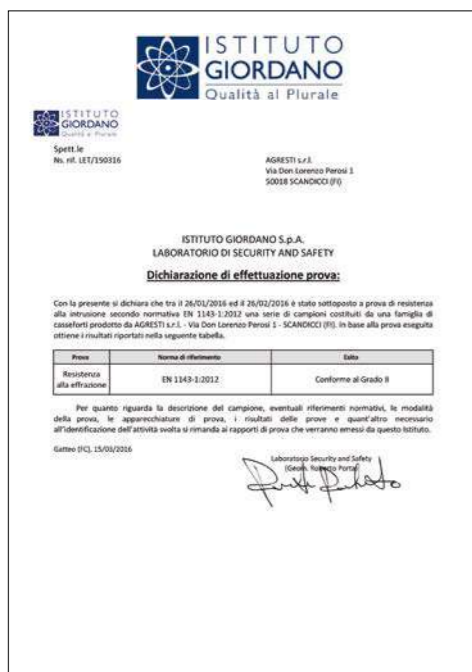 ISTITUTO
GIORDANO
Qualità al Plurale
ISTITUTO
GIORDANO
Qualità al Plurale
Spett.le
Ns. rif. LET/150316
AGRESTI s.r.l.
Via Don Lorenzo Perosi 1
50018 SCANDICCI (FI)
ISTITUTO GIORDANO S.p.A.
LABORATORIO DI SECURITY AND SAFETY
Dichiarazione di effettuazione prova:
Con la presente si dichiara che tra il 26/01/2016 ed il 26/02/2016 è stato sottoposto a prova di resistenza
alla intrusione secondo normativa EN 1143-1:2012 una serie di campioni costituiti da una famiglia di
casseforti prodotto da AGRESTI s.r.l. - Via Don Lorenzo Perosi 1 - SCANDICCI (FI). In base alla prova eseguita
ottiene i risultati riportati nella seguente tabella.
Prova Norma di riferimento Esito
Resistenza
alla effrazione EN 1143-1:2012 Conforme al Grado II
Per quanto riguarda la descrizione del campione, eventuali riferimenti normativi, le modalità
della prova, le apparecchiature di prova, i risultati delle prove e quant'altro necessario
all'identificazione dell'attività svolta si rimanda ai rapporti di prova che verranno emessi da questo Istituto.
Gatteo (FC), 15/03/2016
Laboratorio Security and Safety
(Geom. Roberto Porta)